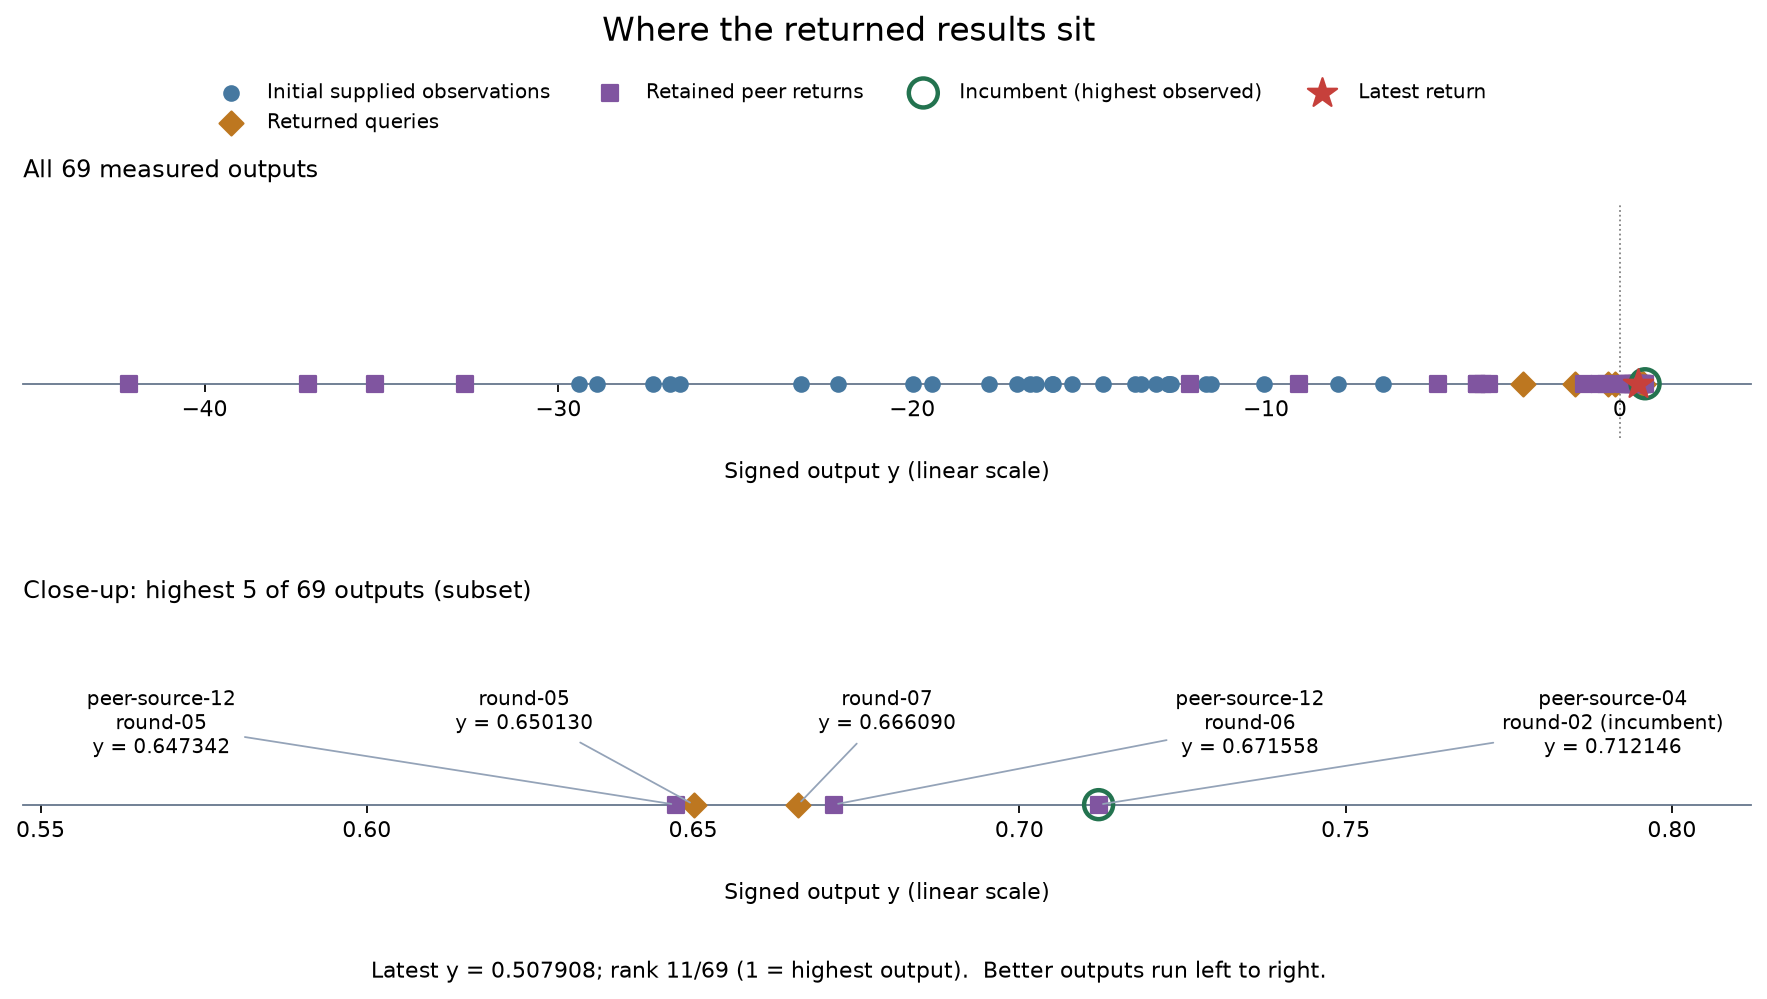 Where the returned results sit
Initial supplied observations
Returned queries
Retained peer returns
Incumbent (highest observed)
Latest return
All 69 measured outputs
−40
−30
−20
−10
0
Signed output y (linear scale)
Close-up: highest 5 of 69 outputs (subset)
peer-source-12
round-05
y = 0.647342
round-05
y = 0.650130
round-07
y = 0.666090
peer-source-12
round-06
y = 0.671558
peer-source-04
round-02 (incumbent)
y = 0.712146
0.55
0.60
0.65
0.70
0.75
0.80
Signed output y (linear scale)
Latest y = 0.507908; rank 11/69 (1 = highest output).  Better outputs run left to right.